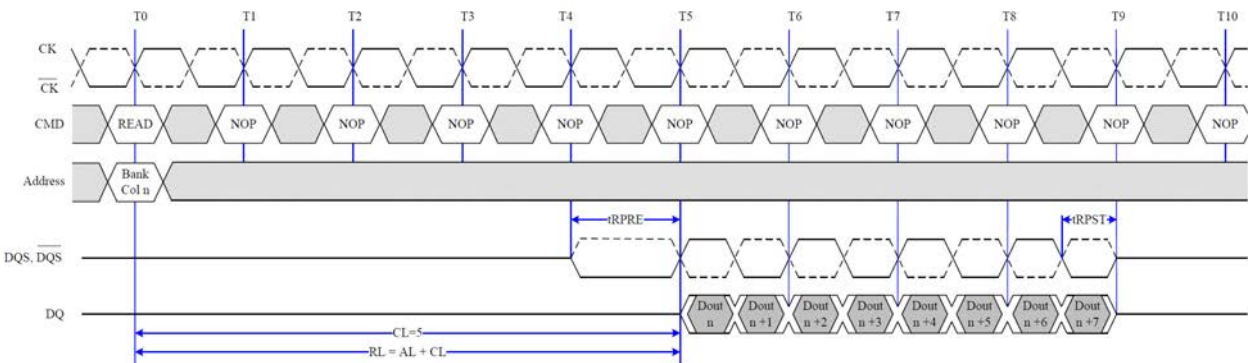 T0 T1 T2 T3 T4 T5 T6 T7 T8 T9 T10
CK
CK
CMD READ NOP NOP NOP NOP NOP NOP NOP NOP NOP NOP
Address Bank
Col n
tRPRE tRPST
DQS, DQS
DQ Dout Dout Dout Dout Dout Dout Dout Dout
n n +1 n +2 n +3 n +4 n +5 n +6 n +7
CL=5
RL = AL + CL